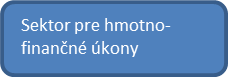 Sektor pre hmotno-
finančné úkony